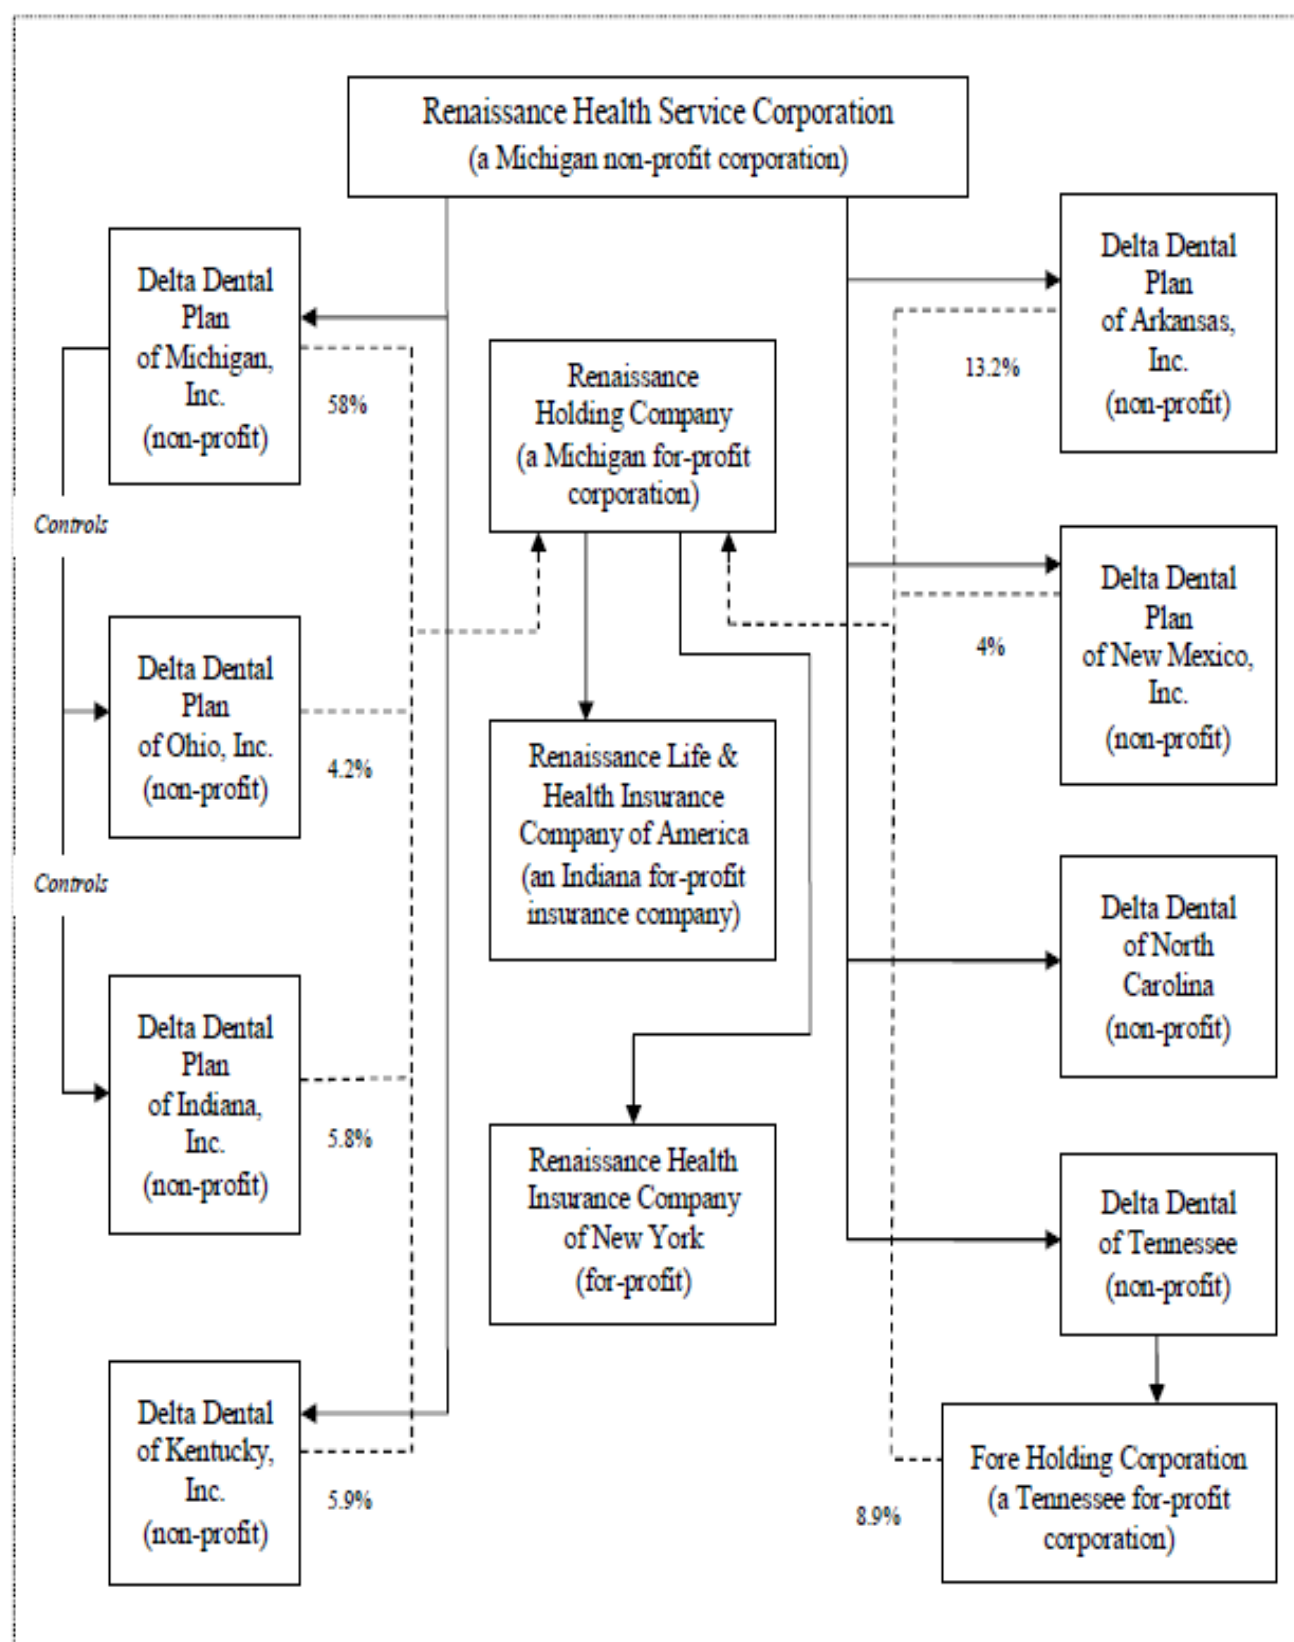 Renaissance Health Service Corporation
(a Michigan non-profit corporation)
Delta Dental
Plan
of Michigan,
Inc.
(non-profit)
58%
Controls
Delta Dental
Plan
of Ohio, Inc.
(non-profit)
4.2%
Controls
Delta Dental
Plan
of Indiana,
Inc.
(non-profit)
5.8%
Delta Dental
of Kentucky,
Inc.
(non-profit)
5.9%
Renaissance
Holding Company
(a Michigan for-profit
corporation)
Renaissance Life &
Health Insurance
Company of America
(an Indiana for-profit
insurance company)
Renaissance Health
Insurance Company
of New York
(for-profit)
Delta Dental
Plan
of Arkansas,
Inc.
(non-profit)
13.2%
Delta Dental
Plan
of New Mexico,
Inc.
(non-profit)
4%
Delta Dental
of North
Carolina
(non-profit)
Delta Dental
of Tennessee
(non-profit)
Fore Holding Corporation
(a Tennessee for-profit
corporation)
8.9%